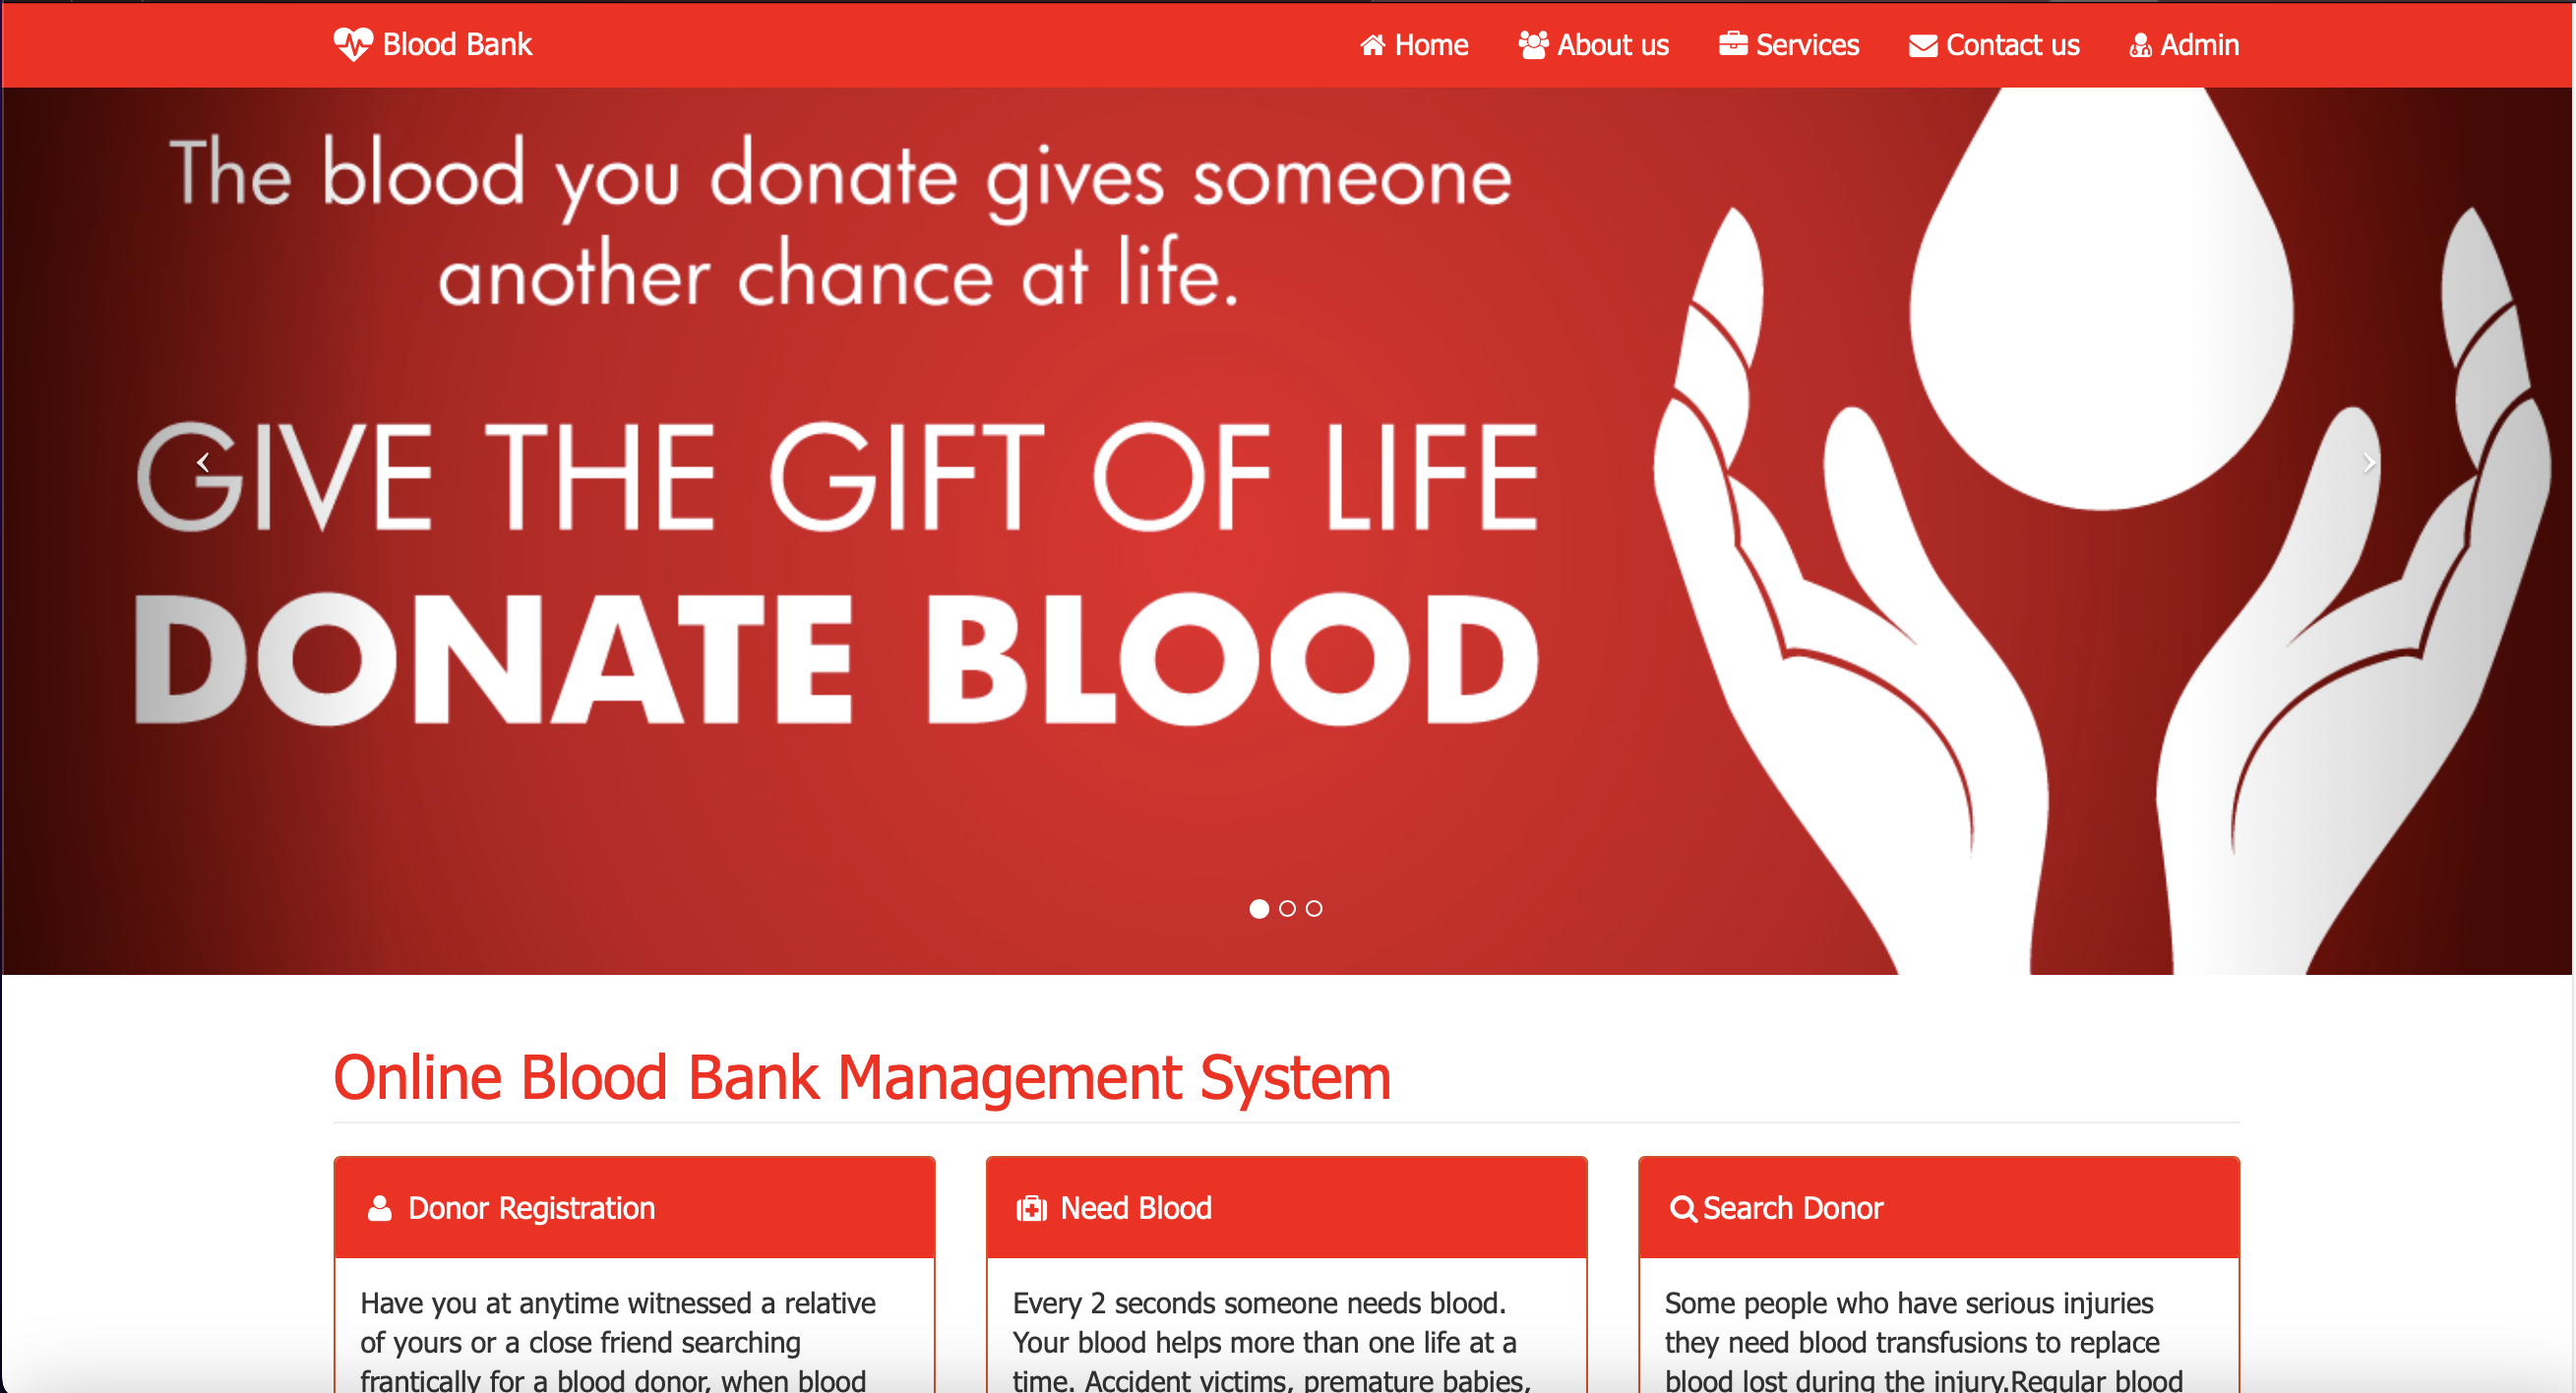 Blood Bank
Home
About us
Services
Contact us
Admin
The blood you donate gives someone
another chance at life.
GIVE THE GIFT OF LIFE
DONATE BLOOD
Online Blood Bank Management System
Donor Registration
Have you at anytime witnessed a relative
of yours or a close friend searching
frantically for a blood donor, when blood
Need Blood
Every 2 seconds someone needs blood.
Your blood helps more than one life at a
time. Accident victims, premature babies,
Search Donor
Some people who have serious injuries
they need blood transfusions to replace
blood lost during the injury.Regular blood